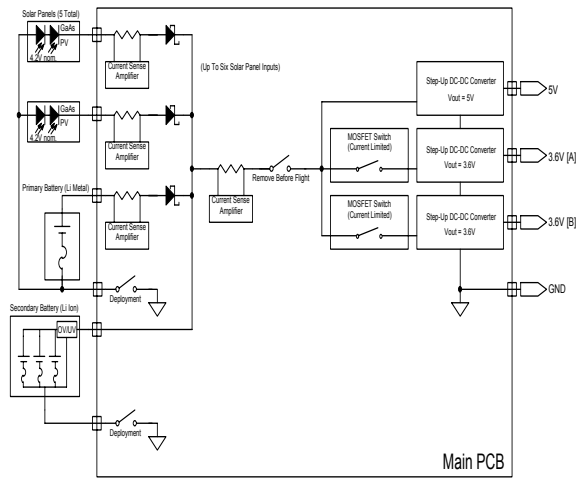 Solar Panels (5 Total)
GaAs
PV
4.2V nom.
Current Sense
Amplifier
(Up To Six Solar Panel Inputs)
Step-Up DC-DC Converter
Vout = 5V
5V
GaAs
PV
4.2V nom.
Current Sense
Amplifier
MOSFET Switch
(Current Limited)
Step-Up DC-DC Converter
Vout = 3.6V
3.6V [A]
Remove Before Flight
Current Sense
Amplifier
Primary Battery (Li Metal)
Current Sense
Amplifier
MOSFET Switch
(Current Limited)
Step-Up DC-DC Converter
Vout = 3.6V
3.6V [B]
Deployment
GND
Secondary Battery (Li Ion)
OV/UV
Deployment
Main PCB